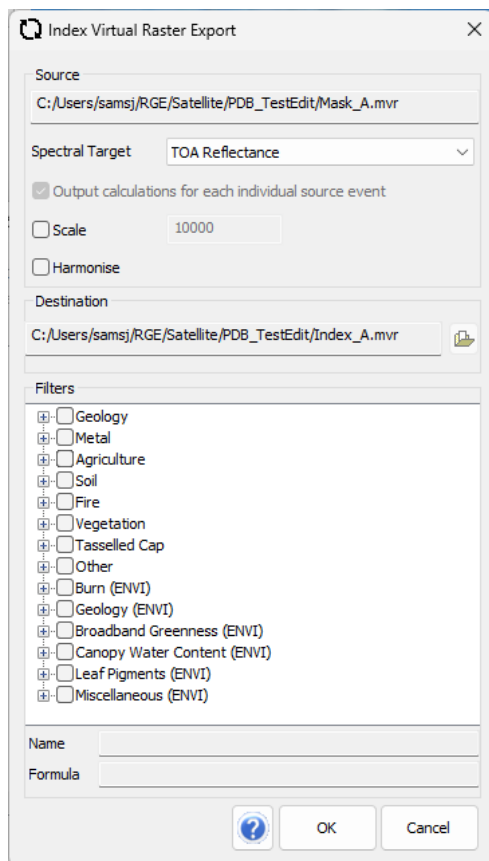 Index Virtual Raster Export
Source
C:/Users/samsj/RGE/Satellite/PDB_TestEdit/Mask_A.mvr
Spectral Target TOA Reflectance
Output calculations for each individual source event
Scale 10000
Harmonise
Destination
C:/Users/samsj/RGE/Satellite/PDB_TestEdit/Index_A.mvr
Filters
Geology
Metal
Agriculture
Soil
Fire
Vegetation
Tasselled Cap
Other
Burn (ENVI)
Geology (ENVI)
Broadband Greenness (ENVI)
Canopy Water Content (ENVI)
Leaf Pigments (ENVI)
Miscellaneous (ENVI)
Name
Formula
? OK Cancel